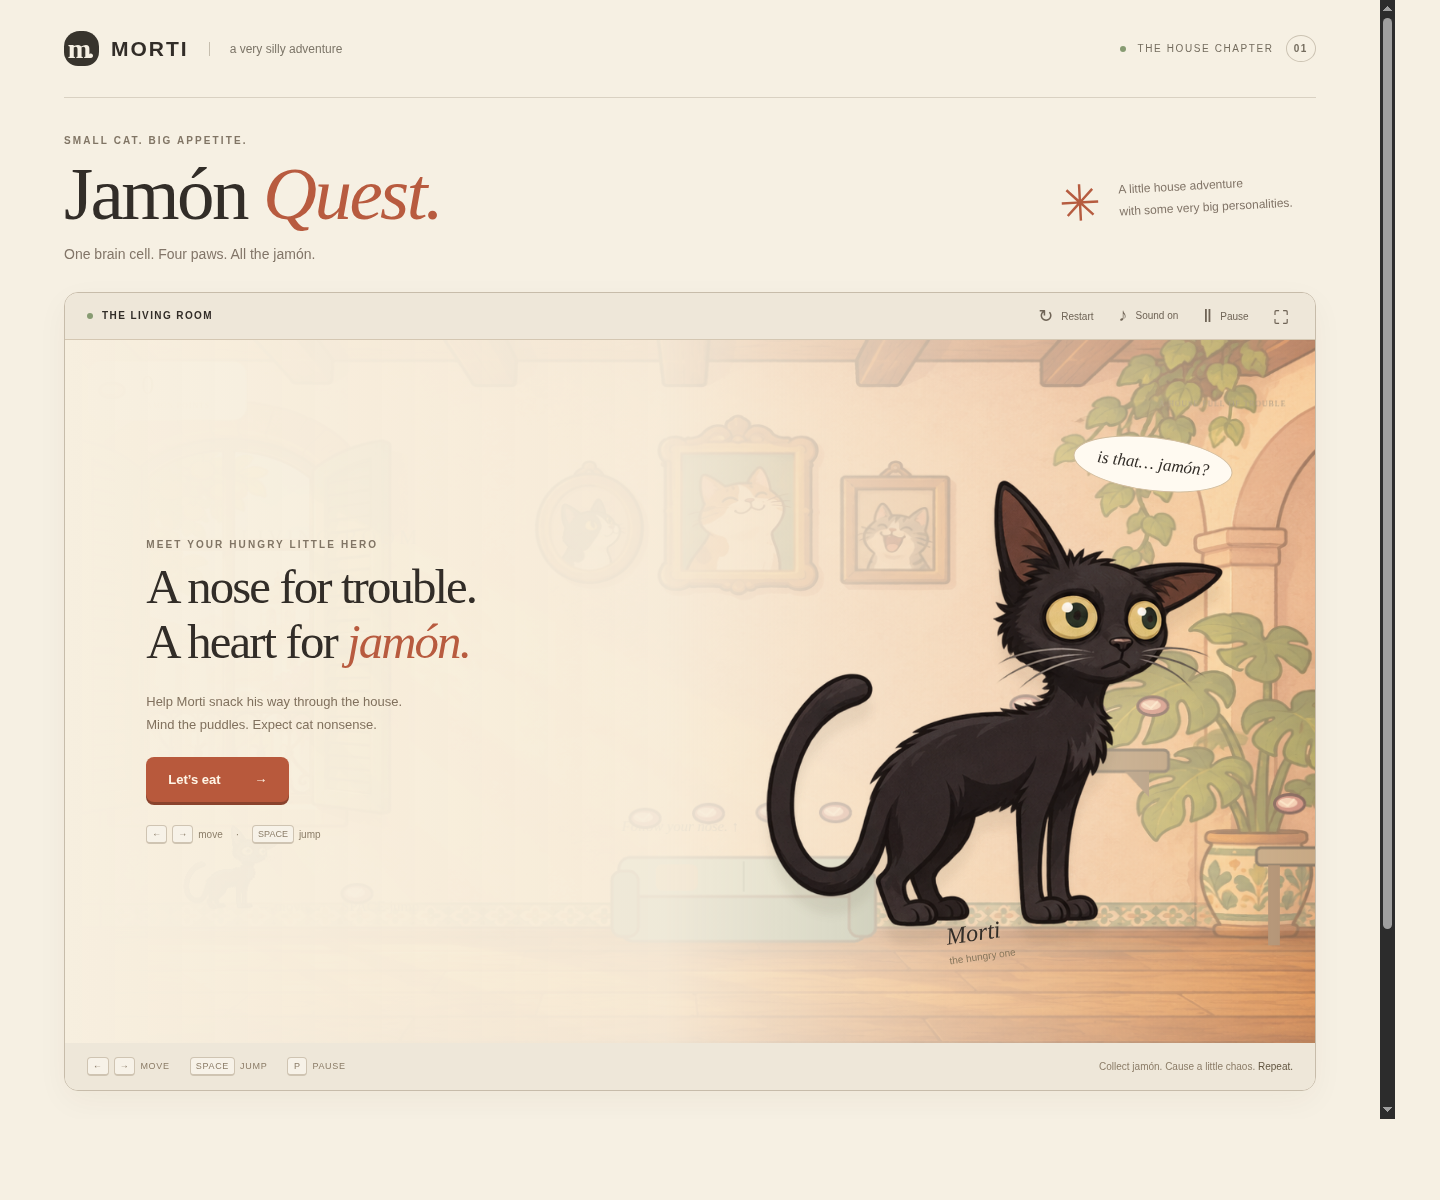 m.
MORTI
a very silly adventure
THE HOUSE CHAPTER
01
SMALL CAT. BIG APPETITE.
Jamón Quest.
One brain cell. Four paws. All the jamón.
A little house adventure
with some very big personalities.
THE LIVING ROOM
↻ Restart
♪ Sound on
Pause
is that… jamón?
MEET YOUR HUNGRY LITTLE HERO
A nose for trouble.
A heart for jamón.
Help Morti snack his way through the house.
Mind the puddles. Expect cat nonsense.
Let's eat →
← → move · SPACE jump
Morti
the hungry one
← → MOVE
SPACE JUMP
P PAUSE
Collect jamón. Cause a little chaos. Repeat.